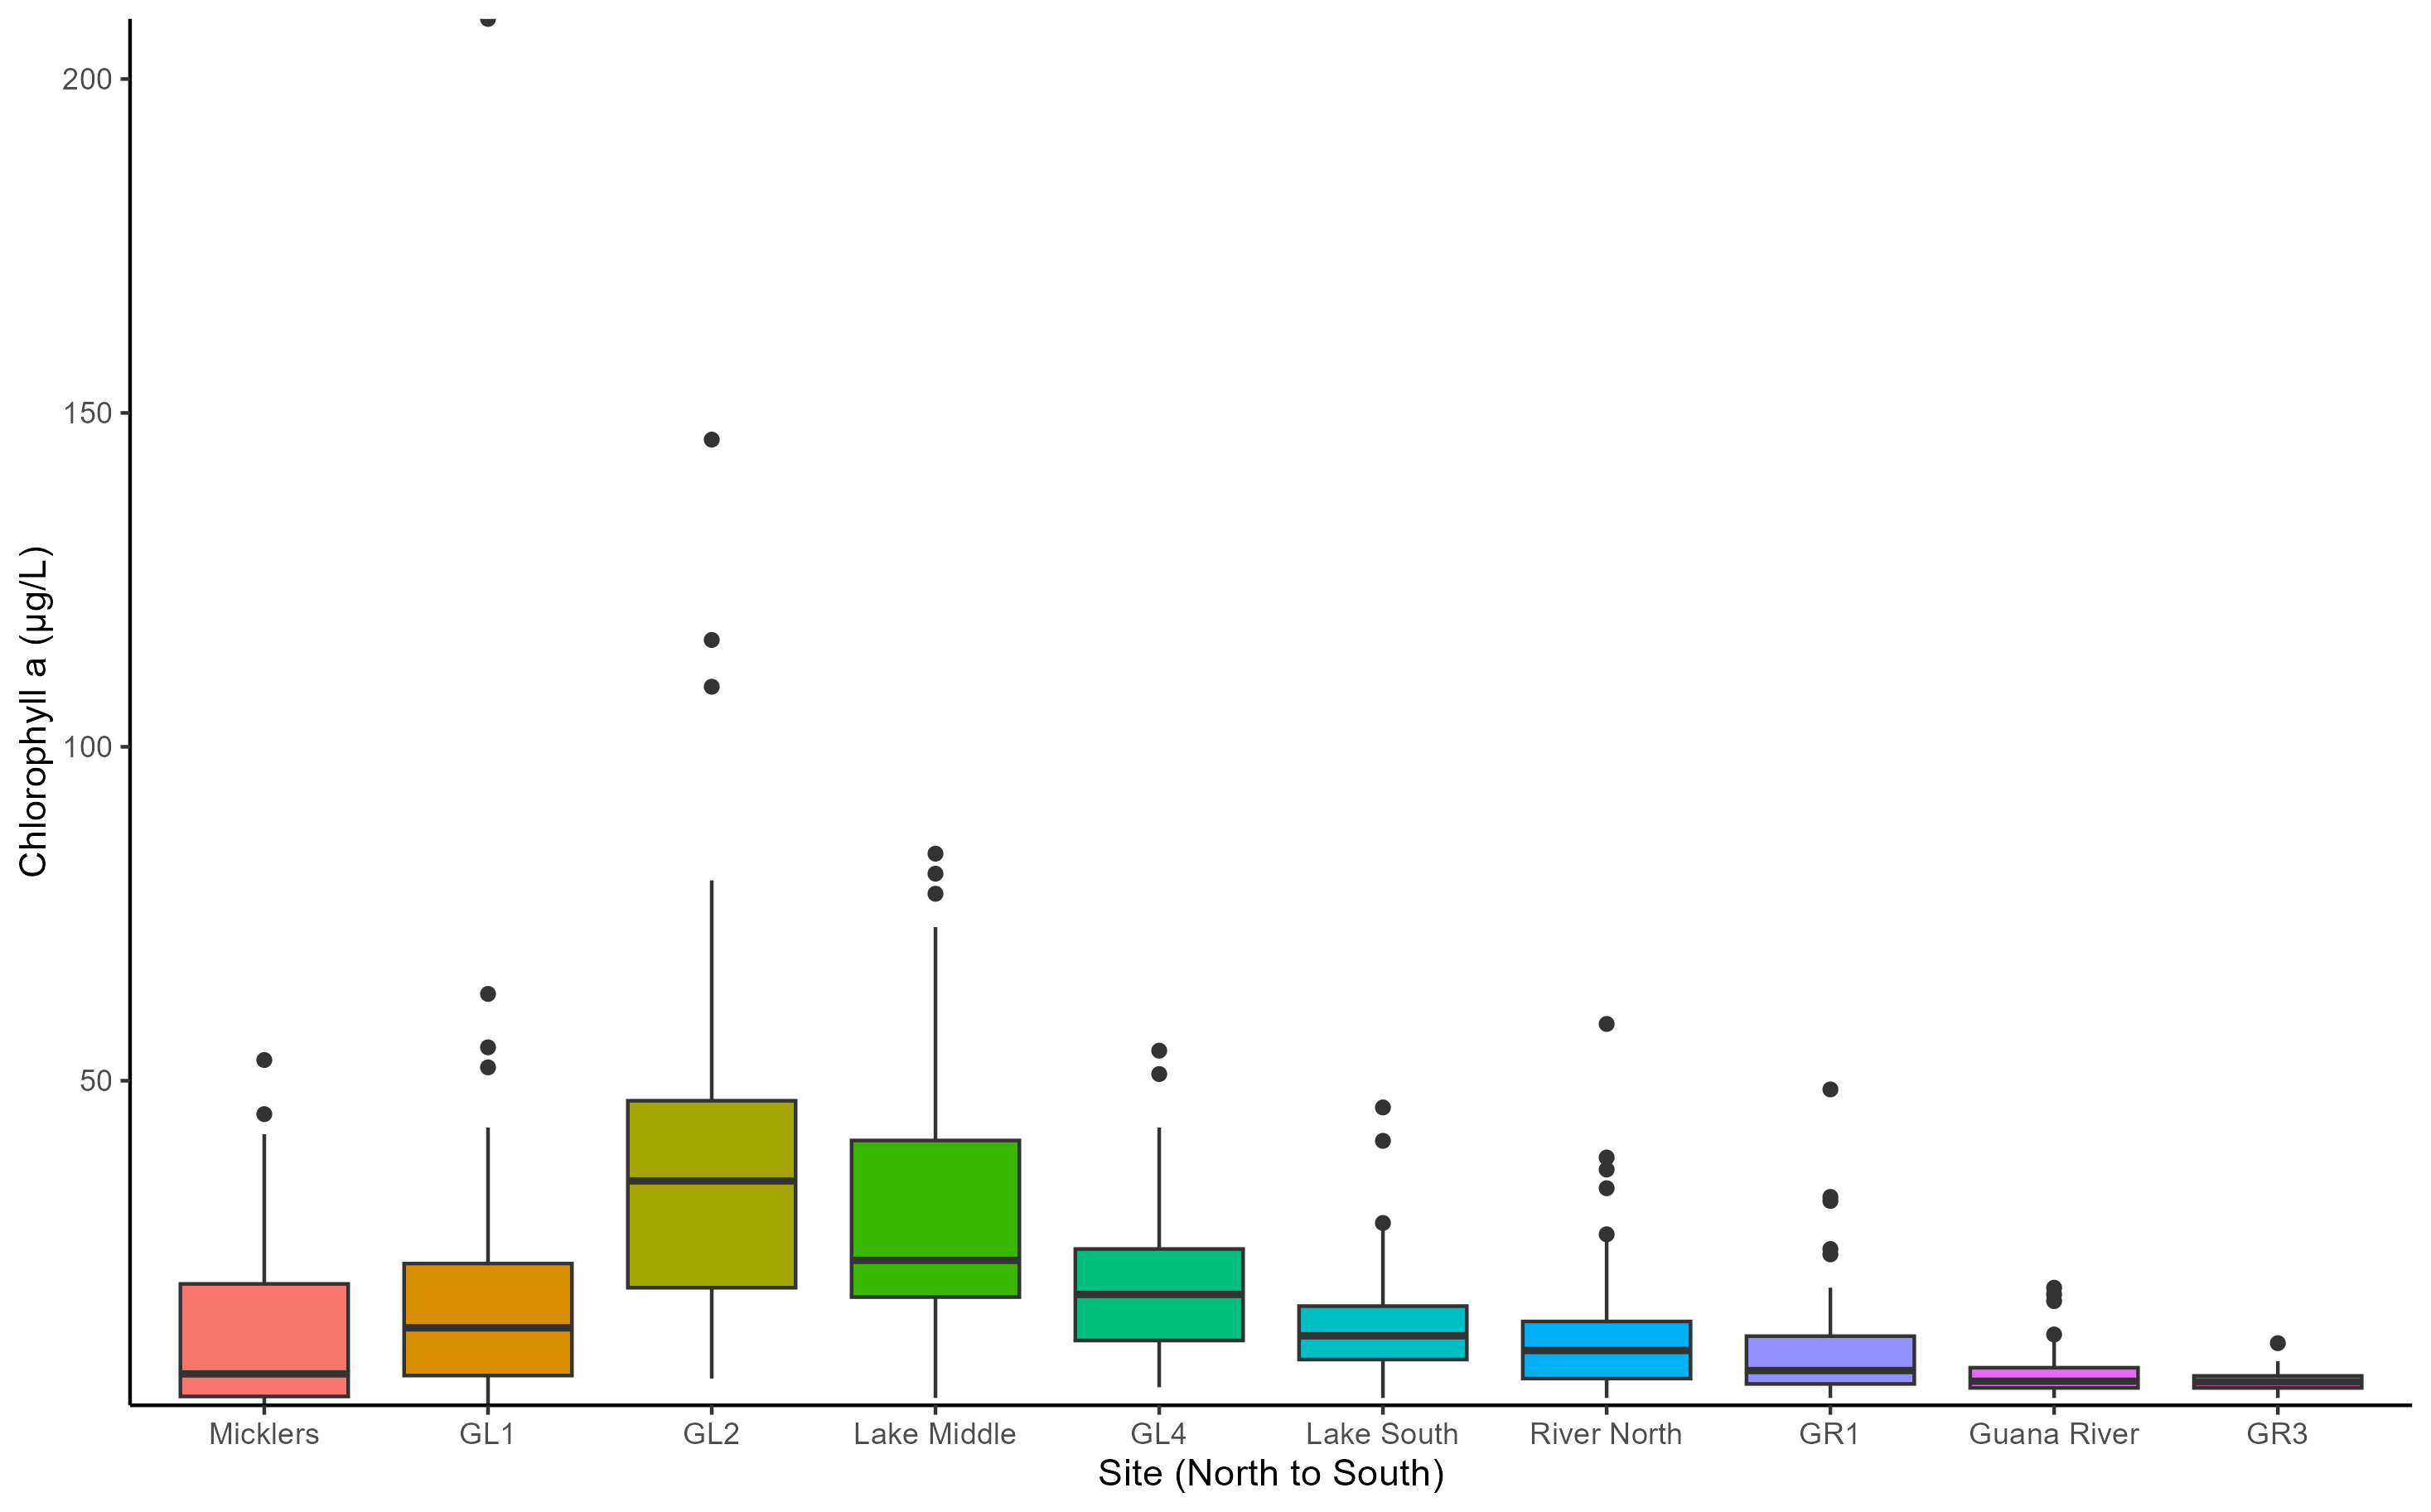 Chlorophyll a (µg/L)
200
150
100
50
Micklers GL1 GL2 Lake Middle GL4 Lake South River North GR1 Guana River GR3
Site (North to South)